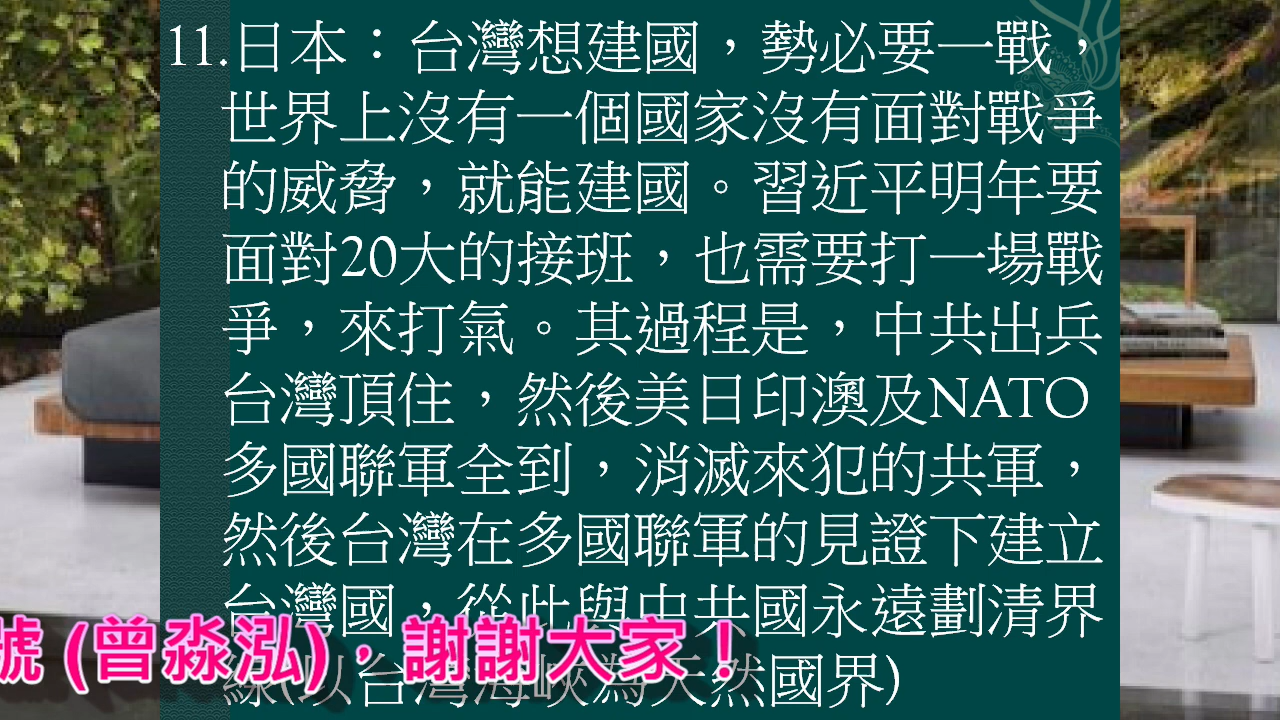 11.日本：台灣想建國，勢必要一戰，
世界上沒有一個國家沒有面對戰爭
的威脅，就能建國。習近平明年要
面對20大的接班，也需要打一場戰
爭，來打氣。其過程是，中共出兵
台灣頂住，然後美日印澳及NATO
多國聯軍全到，消滅來犯的共軍，
然後台灣在多國聯軍的見證下建立
台灣國，從此與中共國永遠劃清界
線(以台灣海峽為天然國界)
號 (曾淼泓)，謝謝大家！